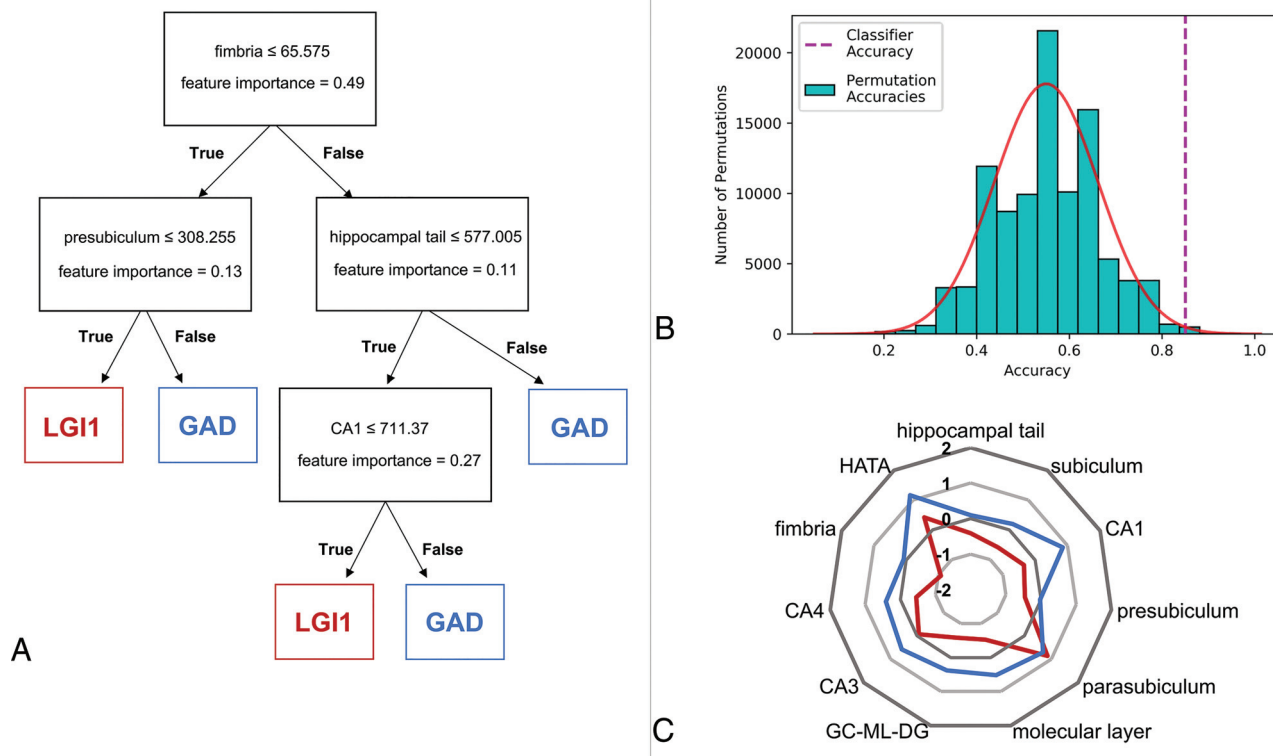 fimbria ≤ 65.575
feature importance = 0.49
True
False
presubiculum ≤ 308.255
feature importance = 0.13
hippocampal tail ≤ 577.005
feature importance = 0.11
True
False
True
False
LGI1
GAD
CA1 ≤ 711.37
feature importance = 0.27
GAD
True
False
LGI1
GAD
A
Classifier
Accuracy
Permutation
Accuracies
Number of Permutations
20000
15000
10000
5000
0
0.2
0.4
0.6
0.8
1.0
Accuracy
B
hippocampal tail
subiculum
CA1
presubiculum
parasubiculum
molecular layer
GC-ML-DG
CA3
CA4
fimbria
HATA
2
1
0
-1
-2
C